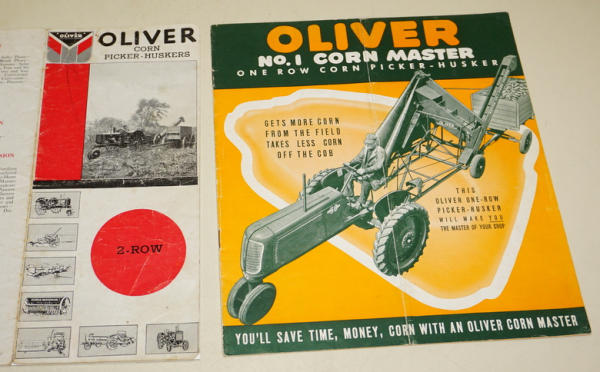 OLIVER
OLIVER
CORN
PICKER-HUSKERS
2-ROW
OLIVER
NO. 1 CORN MASTER
ONE ROW CORN PICKER-HUSKER
GETS MORE CORN
FROM THE FIELD
TAKES LESS CORN
OFF THE COB
THIS
OLIVER ONE-ROW
PICKER-HUSKER
WILL MAKE YOU
THE MASTER OF YOUR CROP
YOU'LL SAVE TIME, MONEY, CORN WITH AN OLIVER CORN MASTER